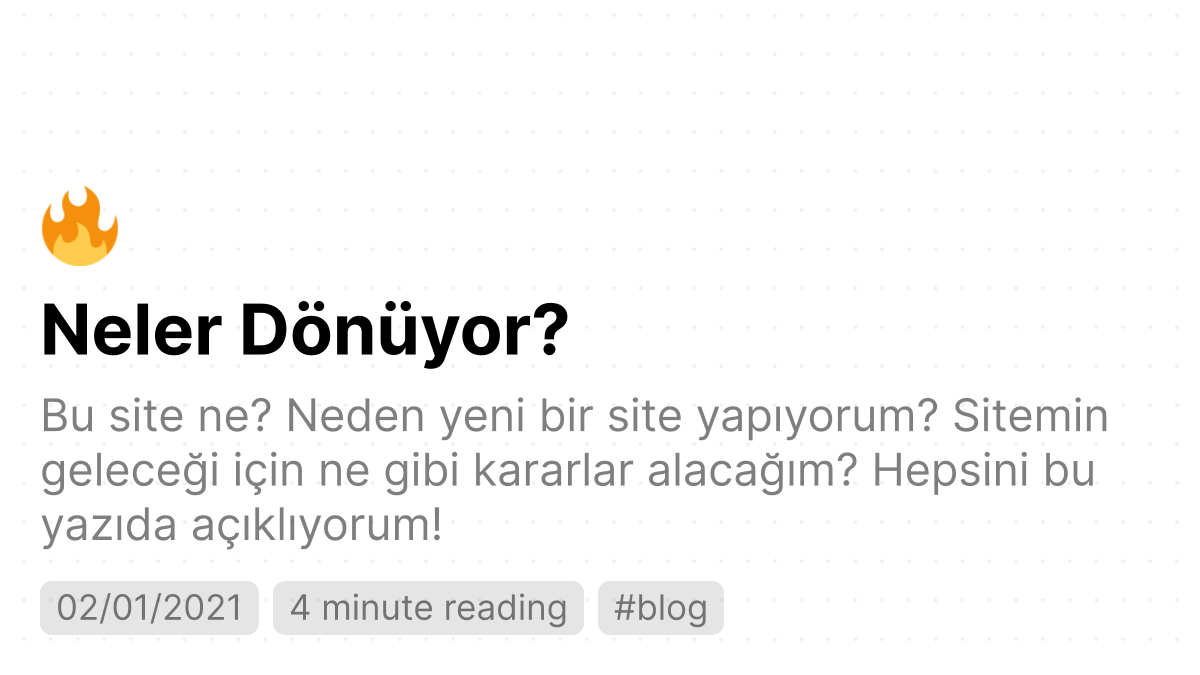 Neler Dönüyor?
Bu site ne? Neden yeni bir site yapıyorum? Sitemin
geleceği için ne gibi kararlar alacağım? Hepsini bu
yazıda açıklıyorum!
02/01/2021 4 minute reading #blog